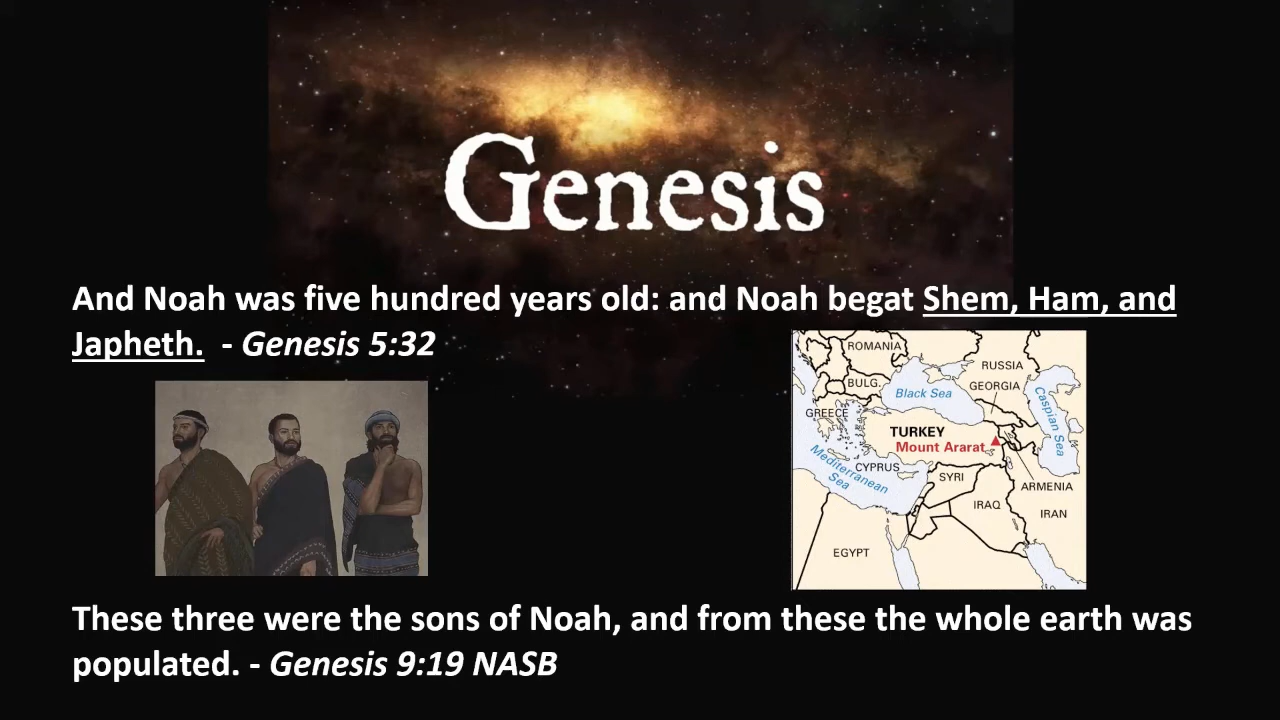 Genesis
And Noah was five hundred years old: and Noah begat Shem, Ham, and
Japheth. - Genesis 5:32
ROMANIA
RUSSIA
BULG.
Black Sea
GEORGIA
GREECE
Caspian Sea
TURKEY
Mount Ararat
Mediterranean
Sea
CYPRUS
SYRI
ARMENIA
IRAQ
IRAN
EGYPT
These three were the sons of Noah, and from these the whole earth was
populated. - Genesis 9:19 NASB